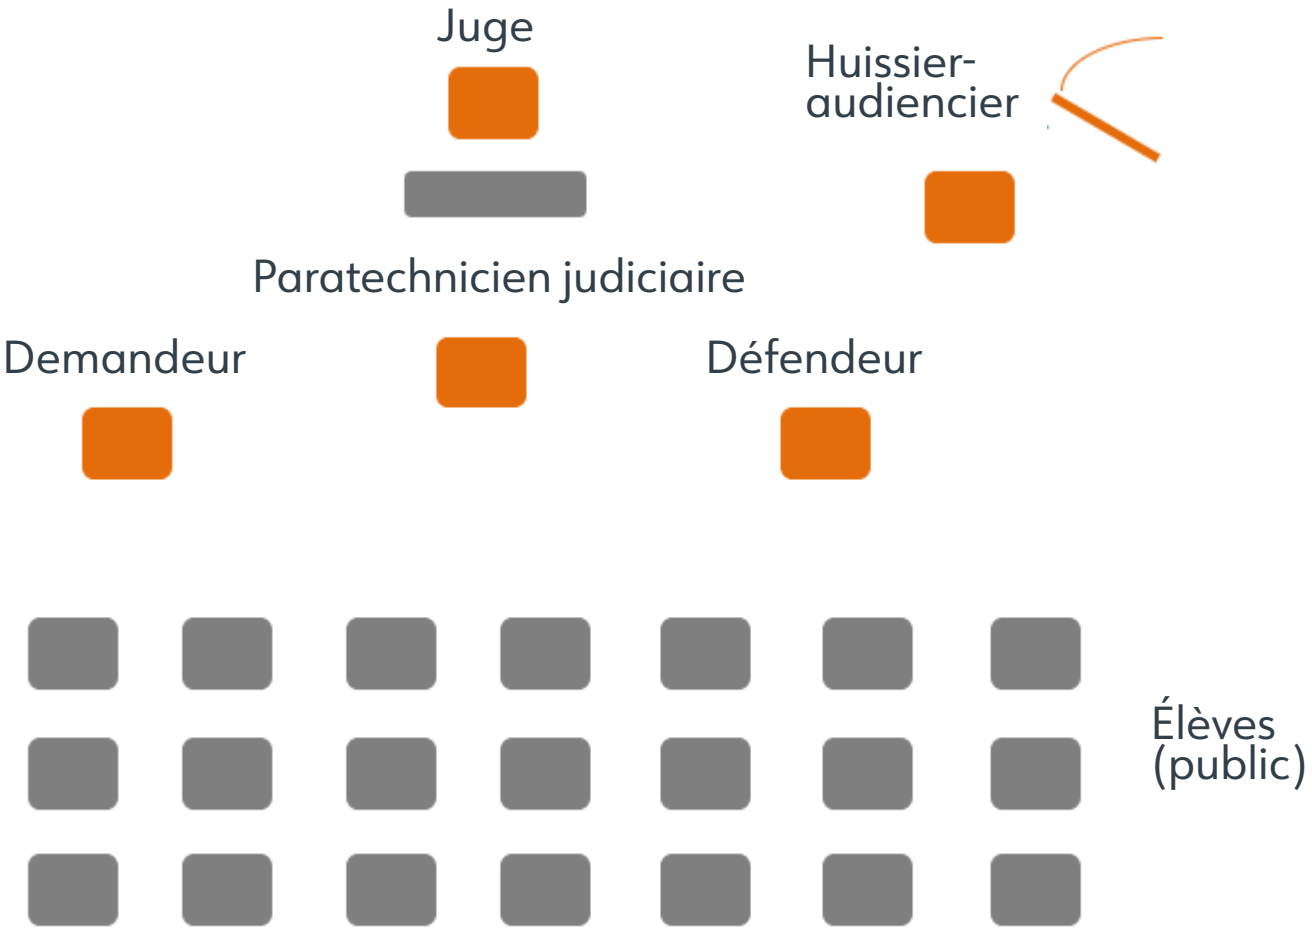 Juge
Huissier-
audiencier
Paratechnicien judiciaire
Demandeur
Défendeur
Élèves
(public)